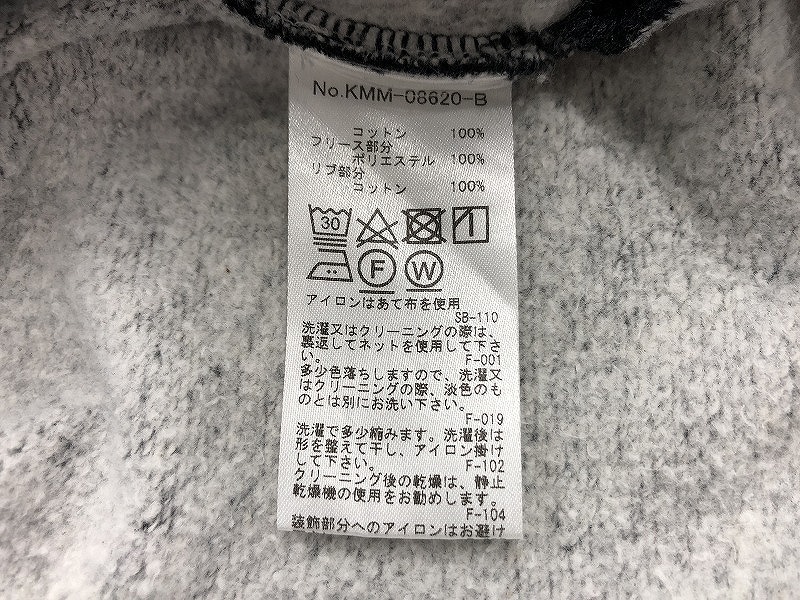 No.KMM-08620-B
コットン 100%
フリース部分
ポリエステル 100%
リブ部分
コットン 100%
30
F W
アイロンはあて布を使用
SB-110
洗濯又はクリーニングの際は、
裏返してネットを使用して下さ
い。 F-001
多少色落ちしますので、洗濯又
はクリーニングの際、淡色のも
のとは別にお洗い下さい。
F-019
洗濯で多少縮みます。洗濯後は
形を整えて干し、アイロン掛け
して下さい。 F-102
クリーニング後の乾燥は、静止
乾燥機の使用をお勧めします。
F-104
装飾部分へのアイロンはお避け